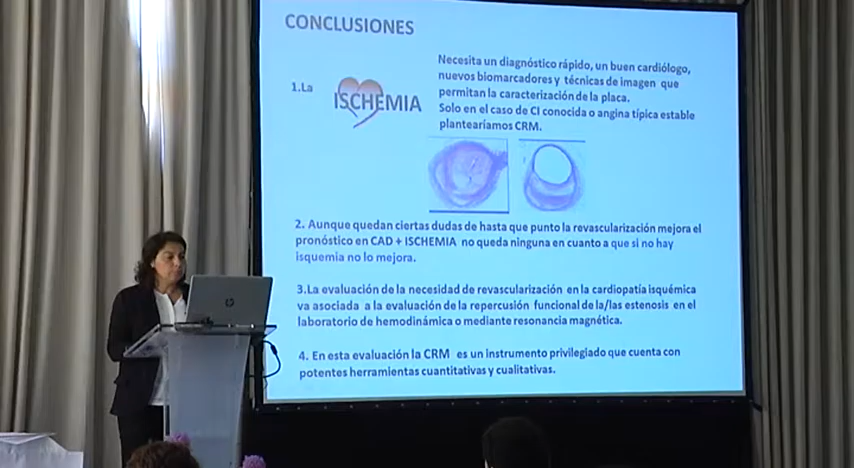 CONCLUSIONES
Necesita un diagnóstico rápido, un buen cardiólogo,
nuevos biomarcadores y técnicas de imagen que
permitan la caracterización de la placa.
Solo en el caso de CI conocida o angina típica estable
plantearíamos CRM.
1.La
ISCHEMIA
2. Aunque quedan ciertas dudas de hasta que punto la revascularización mejora el
pronóstico en CAD + ISCHEMIA no queda ninguna en cuanto a que si no hay
isquemia no lo mejora.
3.La evaluación de la necesidad de revascularización en la cardiopatía isquémica
va asociada a la evaluación de la repercusión funcional de la/las estenosis en el
laboratorio de hemodinámica o mediante resonancia magnética.
4. En esta evaluación la CRM es un instrumento privilegiado que cuenta con
potentes herramientas cuantitativas y cualitativas.
hp